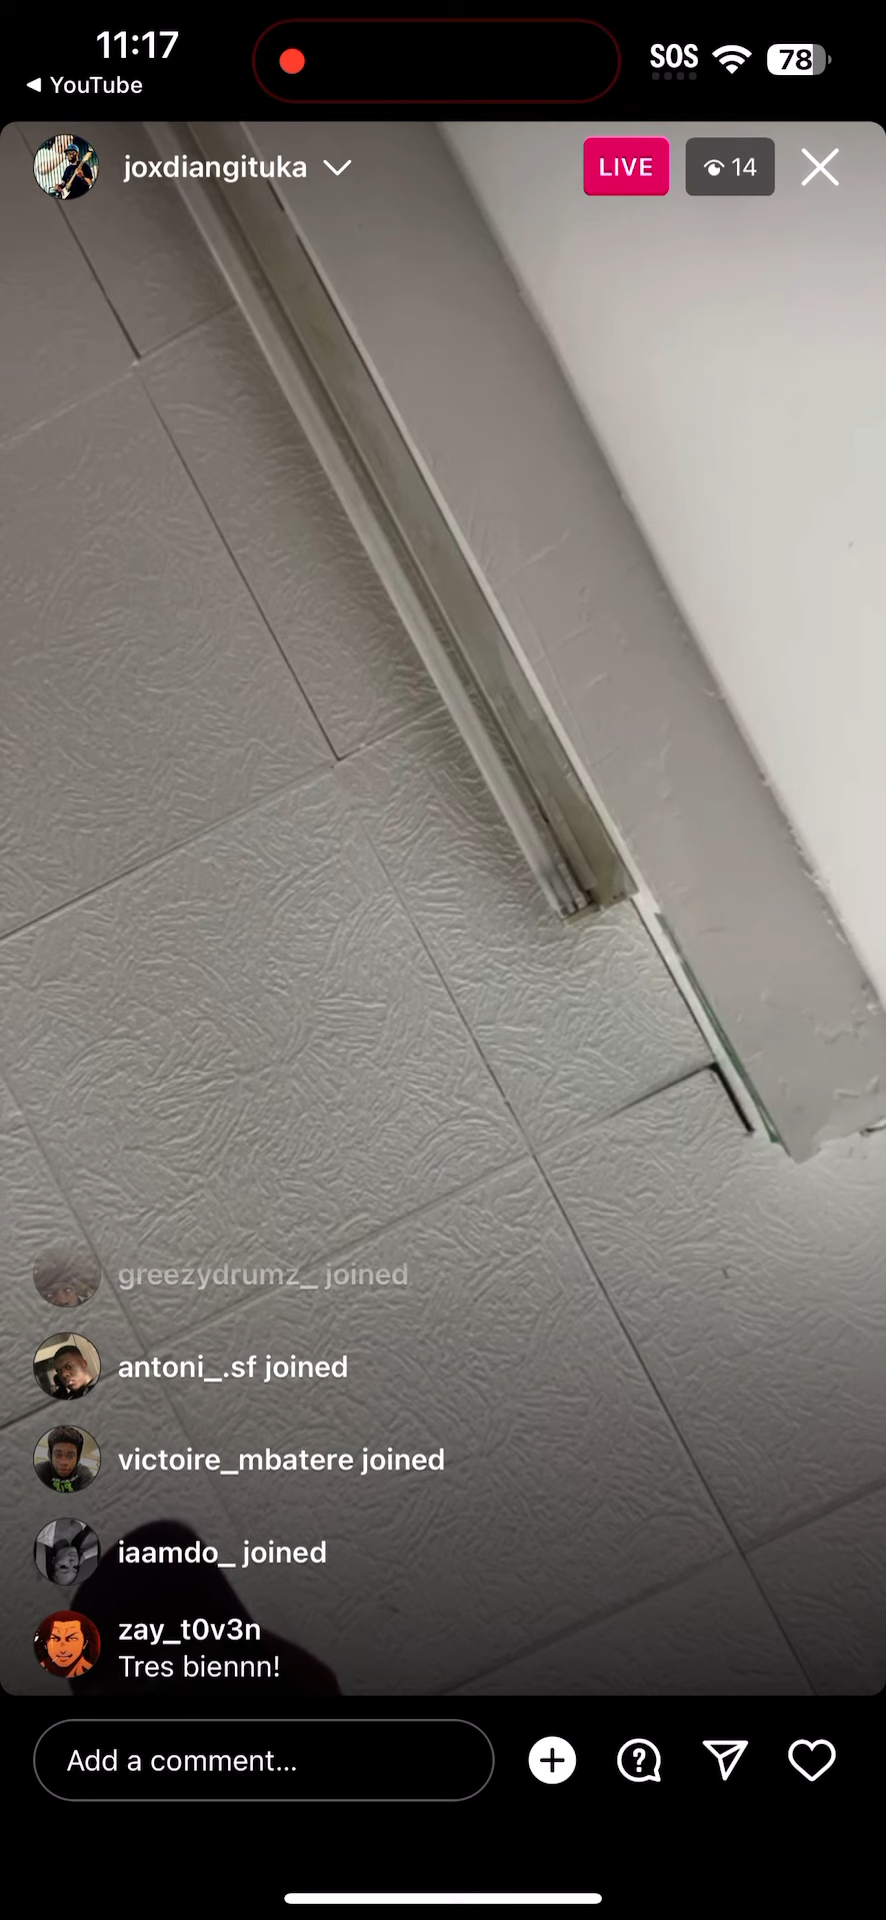 11:17
SOS
78
◀ YouTube
joxdiangituka
LIVE
14
greezydrumz_ joined
antoni_.sf joined
victoire_mbatere joined
iaamdo_ joined
zay_t0v3n
Tres biennn!
Add a comment...